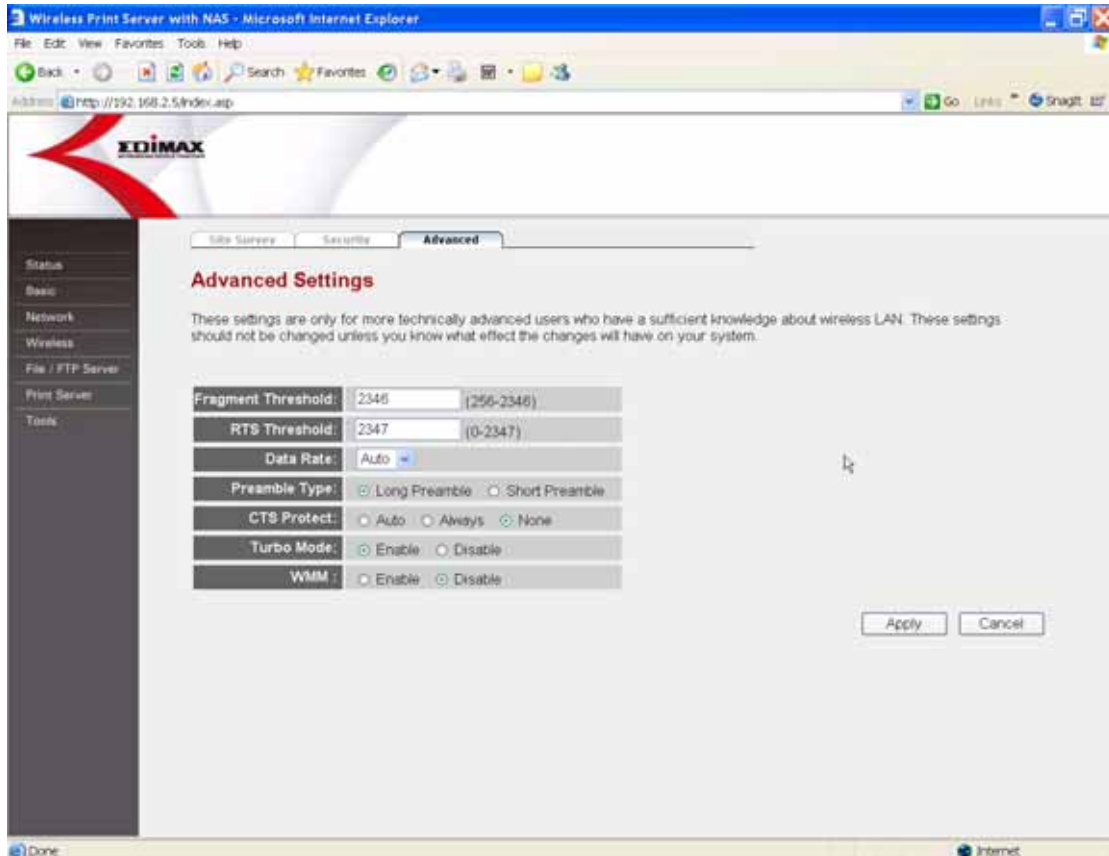 Wireless Print Server with NAS - Microsoft Internet Explorer
File Edit View Favorites Tools Help
Back Search Favorites
Address http://192.168.2.5/index.asp Go Links SnagIt
EDIMAX
Site Survey Security Advanced
Status
Basic
Network
Wireless
File / FTP Server
Print Server
Tools
Advanced Settings
These settings are only for more technically advanced users who have a sufficient knowledge about wireless LAN. These settings
should not be changed unless you know what effect the changes will have on your system.
Fragment Threshold: 2346 (256-2346)
RTS Threshold: 2347 (0-2347)
Data Rate: Auto
Preamble Type: Long Preamble Short Preamble
CTS Protect: Auto Always None
Turbo Mode: Enable Disable
WMM : Enable Disable
Apply Cancel
Done Internet